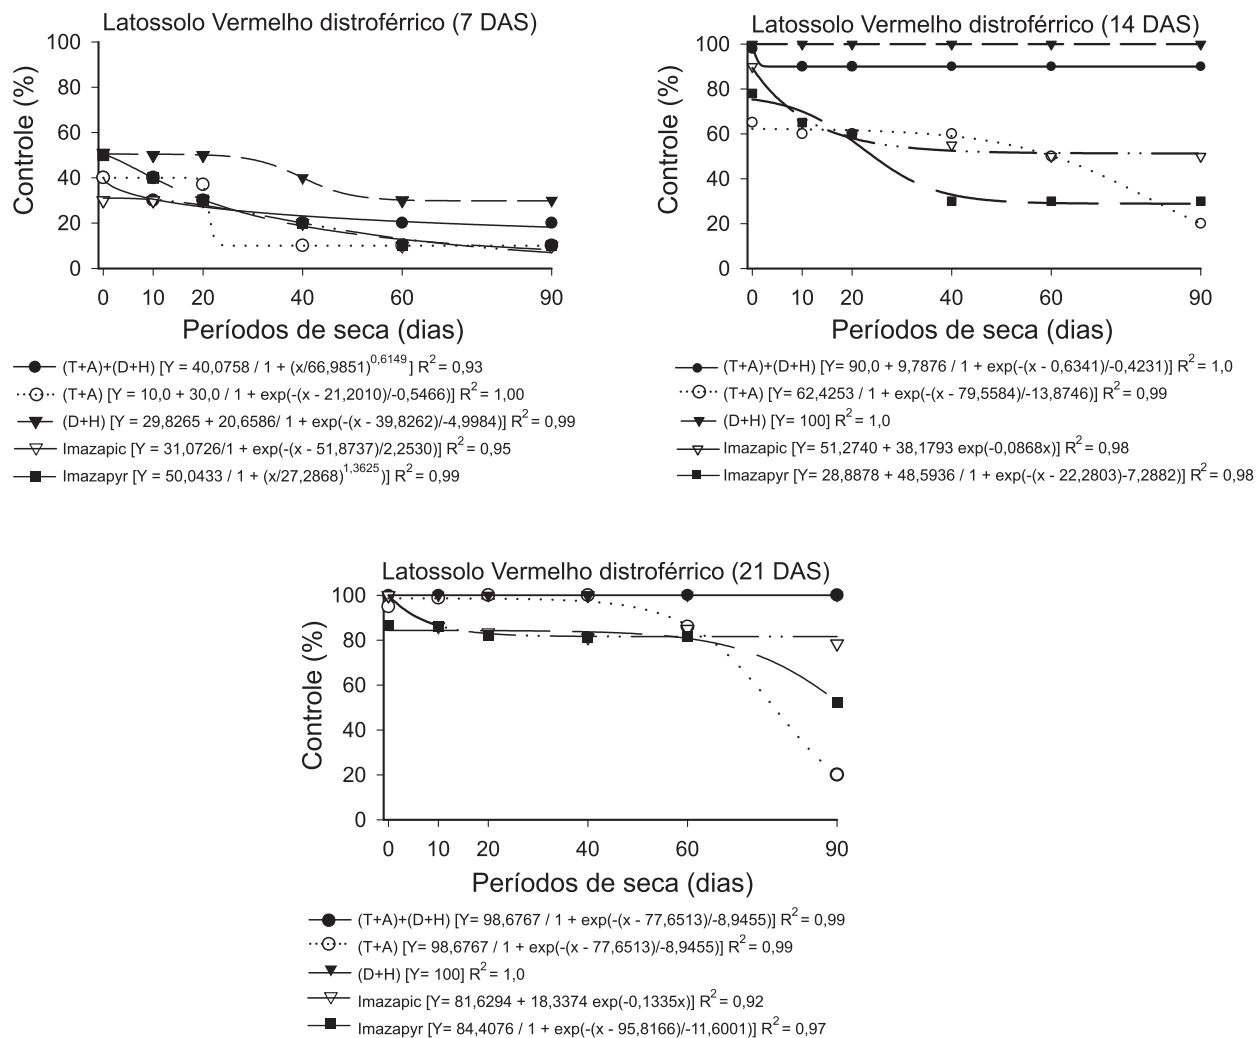 Latossolo Vermelho distroférrico (7 DAS)
Controle (%)
100
80
60
40
20
0
0 10 20 40 60 90
Períodos de seca (dias)
(T+A)+(D+H) [Y = 40,0758 / 1 + (x/66,9851)^0,6149 ] R² = 0,93
(T+A) [Y = 10,0 + 30,0 / 1 + exp(-(x - 21,2010)/-0,5466)] R² = 1,00
(D+H) [Y = 29,8265 + 20,6586/ 1 + exp(-(x - 39,8262)/-4,9984)] R² = 0,99
Imazapic [Y = 31,0726/1 + exp(-(x - 51,8737)/2,2530)] R² = 0,95
Imazapyr [Y = 50,0433 / 1 + (x/27,2868)^1,3625)] R² = 0,99
Latossolo Vermelho distroférrico (14 DAS)
Controle (%)
100
80
60
40
20
0
0 10 20 40 60 90
Períodos de seca (dias)
(T+A)+(D+H) [Y= 90,0 + 9,7876 / 1 + exp(-(x - 0,6341)/-0,4231)] R² = 1,0
(T+A) [Y= 62,4253 / 1 + exp(-(x - 79,5584)/-13,8746)] R² = 0,99
(D+H) [Y= 100] R² = 1,0
Imazapic [Y= 51,2740 + 38,1793 exp(-0,0868x)] R² = 0,98
Imazapyr [Y= 28,8878 + 48,5936 / 1 + exp(-(x - 22,2803)-7,2882)] R² = 0,98
Latossolo Vermelho distroférrico (21 DAS)
Controle (%)
100
80
60
40
20
0
0 10 20 40 60 90
Períodos de seca (dias)
(T+A)+(D+H) [Y= 98,6767 / 1 + exp(-(x - 77,6513)/-8,9455)] R² = 0,99
(T+A) [Y= 98,6767 / 1 + exp(-(x - 77,6513)/-8,9455)] R² = 0,99
(D+H) [Y= 100] R² = 1,0
Imazapic [Y= 81,6294 + 18,3374 exp(-0,1335x)] R² = 0,92
Imazapyr [Y= 84,4076 / 1 + exp(-(x - 95,8166)/-11,6001)] R² = 0,97